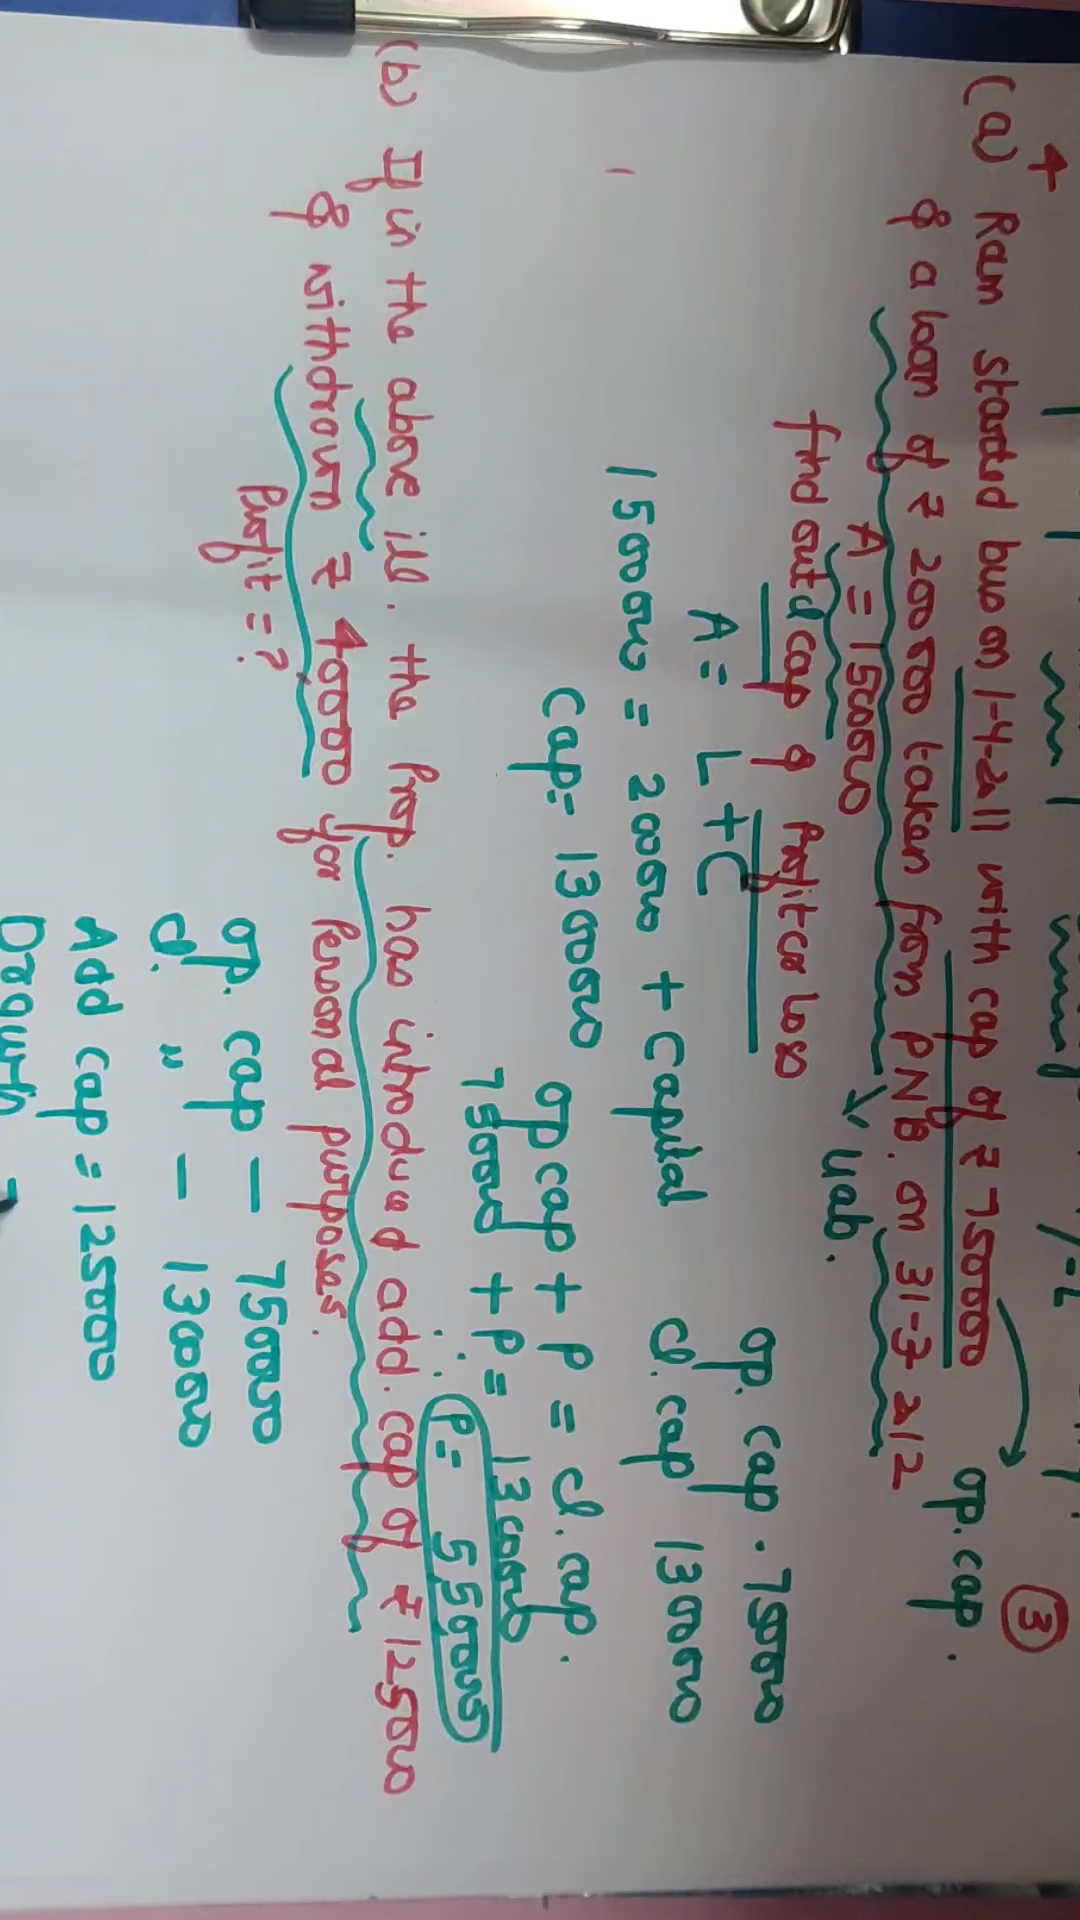 ③
(a) Ram started bus on 1-4-2011 with cap of ₹ 750000 op. cap.
& a loan of ₹ 200000 taken from PNB. on 31-3-2012
A = 1500000 Liab.
find out cl cap & Profit or loss
A = L + C
op. cap . 750000
1500000 = 200000 + Capital cl. cap 1300000
Cap = 1300000
op cap + P = cl. cap.
750000 + P = 1300000
∴ P = 550000
(b) If in the above ill. the Prop. has introduced add. cap of ₹ 125000
& withdrawn ₹ 40000 for Personal purposes.
Profit = ?
op. cap – 750000
cl. " – 1300000
Add cap = 125000